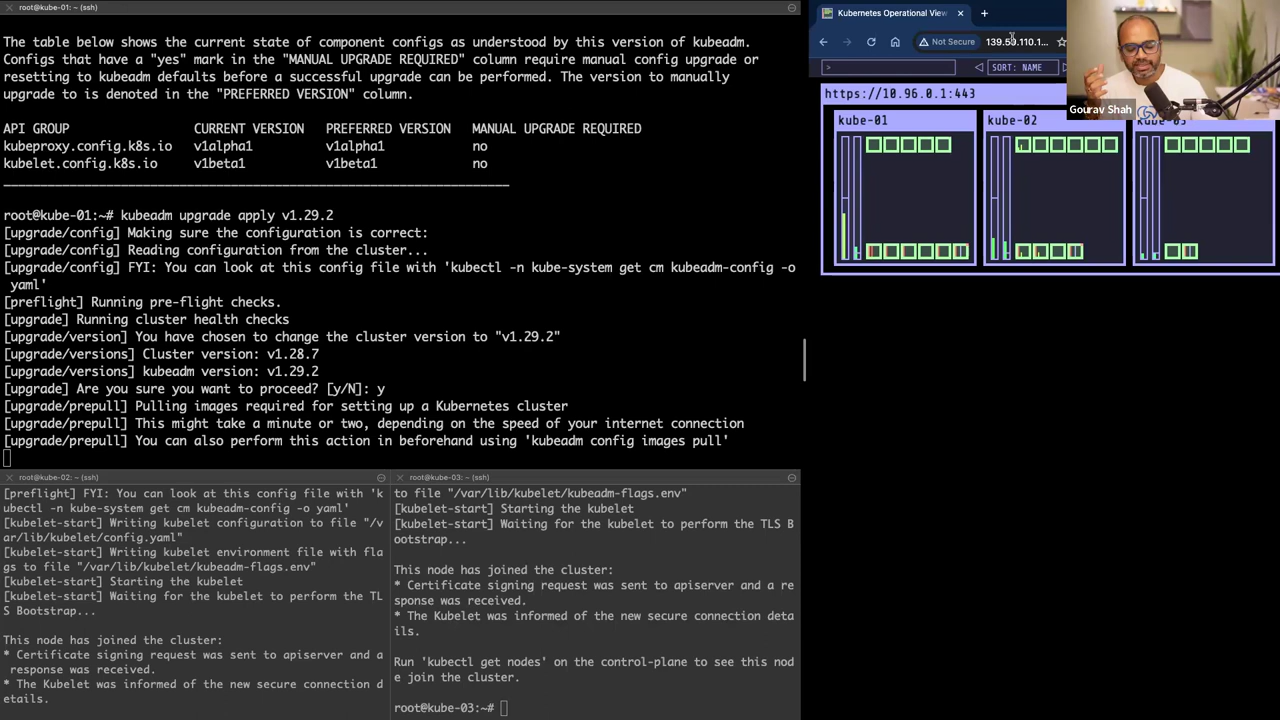 root@kube-01: ~ (ssh)
The table below shows the current state of component configs as understood by this version of kubeadm.
Configs that have a "yes" mark in the "MANUAL UPGRADE REQUIRED" column require manual config upgrade or
resetting to kubeadm defaults before a successful upgrade can be performed. The version to manually
upgrade to is denoted in the "PREFERRED VERSION" column.
API GROUP CURRENT VERSION PREFERRED VERSION MANUAL UPGRADE REQUIRED
kubeproxy.config.k8s.io v1alpha1 v1alpha1 no
kubelet.config.k8s.io v1beta1 v1beta1 no
root@kube-01:~# kubeadm upgrade apply v1.29.2
[upgrade/config] Making sure the configuration is correct:
[upgrade/config] Reading configuration from the cluster...
[upgrade/config] FYI: You can look at this config file with 'kubectl -n kube-system get cm kubeadm-config -o
yaml'
[preflight] Running pre-flight checks.
[upgrade] Running cluster health checks
[upgrade/version] You have chosen to change the cluster version to "v1.29.2"
[upgrade/versions] Cluster version: v1.28.7
[upgrade/versions] kubeadm version: v1.29.2
[upgrade] Are you sure you want to proceed? [y/N]: y
[upgrade/prepull] Pulling images required for setting up a Kubernetes cluster
[upgrade/prepull] This might take a minute or two, depending on the speed of your internet connection
[upgrade/prepull] You can also perform this action in beforehand using 'kubeadm config images pull'
root@kube-02: ~ (ssh)
[preflight] FYI: You can look at this config file with 'k
ubectl -n kube-system get cm kubeadm-config -o yaml'
[kubelet-start] Writing kubelet configuration to file "/v
ar/lib/kubelet/config.yaml"
[kubelet-start] Writing kubelet environment file with fla
gs to file "/var/lib/kubelet/kubeadm-flags.env"
[kubelet-start] Starting the kubelet
[kubelet-start] Waiting for the kubelet to perform the TL
S Bootstrap...
This node has joined the cluster:
* Certificate signing request was sent to apiserver and a
response was received.
* The Kubelet was informed of the new secure connection d
etails.
root@kube-03: ~ (ssh)
to file "/var/lib/kubelet/kubeadm-flags.env"
[kubelet-start] Starting the kubelet
[kubelet-start] Waiting for the kubelet to perform the TLS B
ootstrap...
This node has joined the cluster:
* Certificate signing request was sent to apiserver and a re
sponse was received.
* The Kubelet was informed of the new secure connection deta
ils.
Run 'kubectl get nodes' on the control-plane to see this nod
e join the cluster.
root@kube-03:~#
Kubernetes Operational View
Not Secure 139.59.110.1...
> SORT: NAME
https://10.96.0.1:443
Gourav Shah
kube-01 kube-02